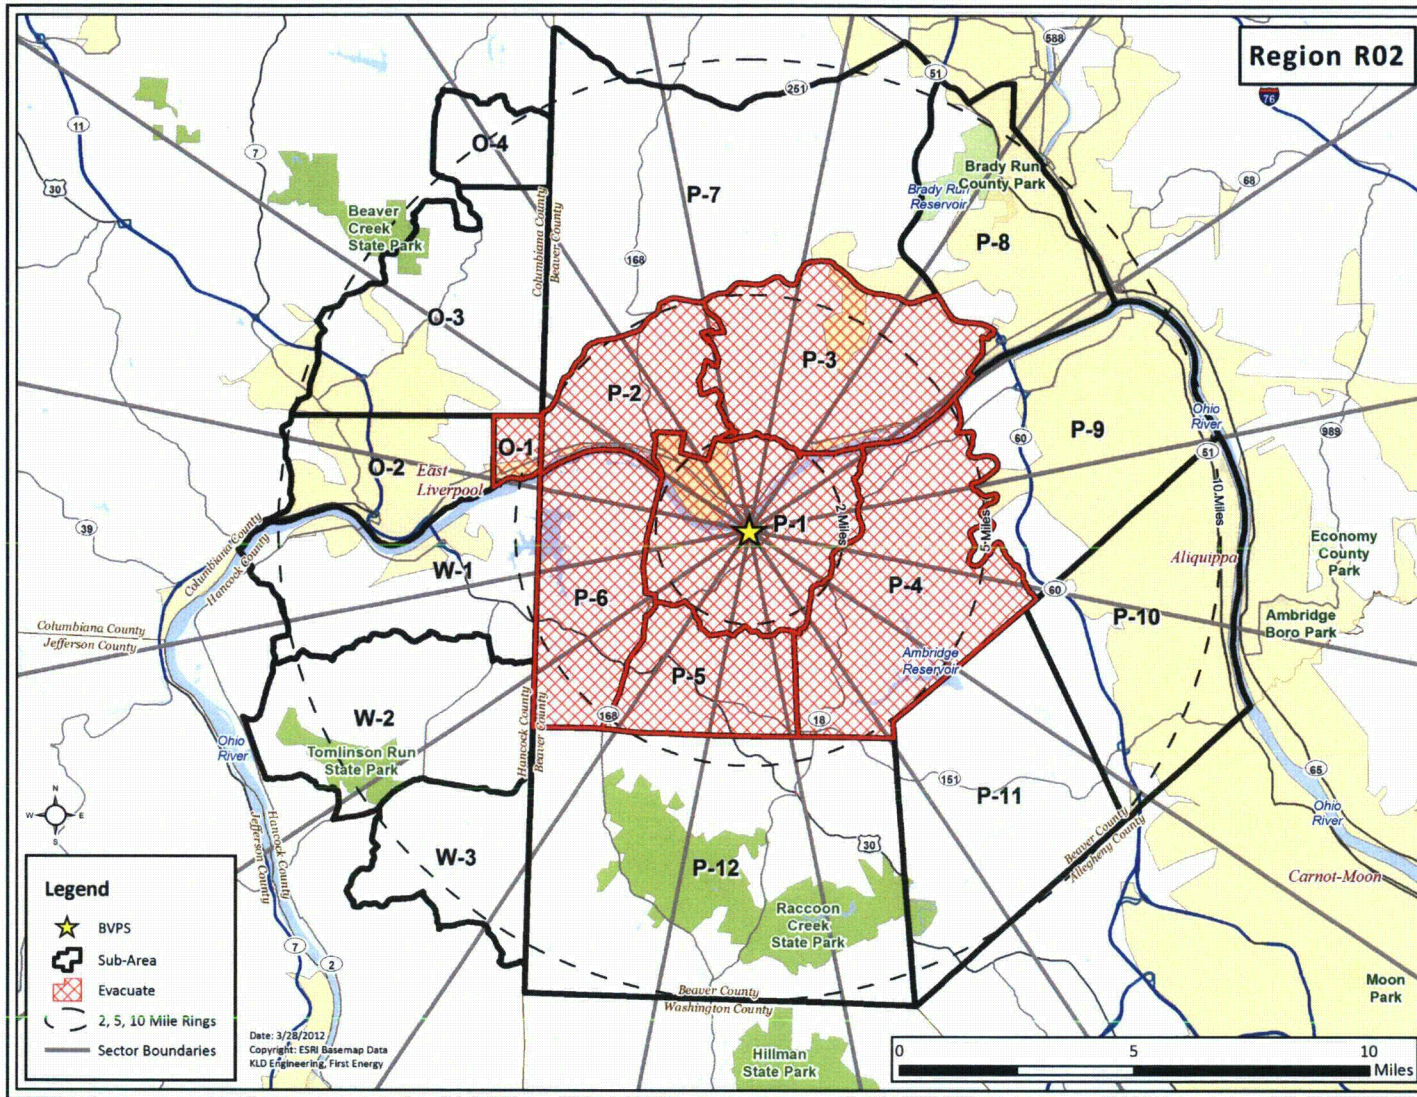 Region R02
588
51
251
76
11
7
30
O-4
Brady Run
County Park
Brady Run
Reservoir
68
P-7
Beaver
Creek
State Park
Columbiana County
Beaver County
P-8
168
O-3
P-3
P-2
Ohio
River
60
P-9
989
51
O-1
O-2
East
Liverpool
10 Miles
39
P-1
2 Miles
5 Miles
Columbiana County
Hancock County
Economy
County
Park
Aliquippa
W-1
P-6
P-4
60
P-10
Ambridge
Boro Park
Columbiana County
Jefferson County
Ambridge
Reservoir
P-5
168
18
W-2
Hancock County
Beaver County
Ohio
River
Tomlinson Run
State Park
65
151
P-11
Ohio
River
N
W
E
S
Hancock County
Jefferson County
W-3
30
P-12
Beaver County
Allegheny County
Carnot-Moon
Raccoon
Creek
State Park
7
2
Moon
Park
Beaver County
Washington County
Hillman
State Park
Legend
BVPS
Sub-Area
Evacuate
2, 5, 10 Mile Rings
Sector Boundaries
Date: 3/28/2012
Copyright: ESRI Basemap Data
KLD Engineering, First Energy
0
5
10
Miles